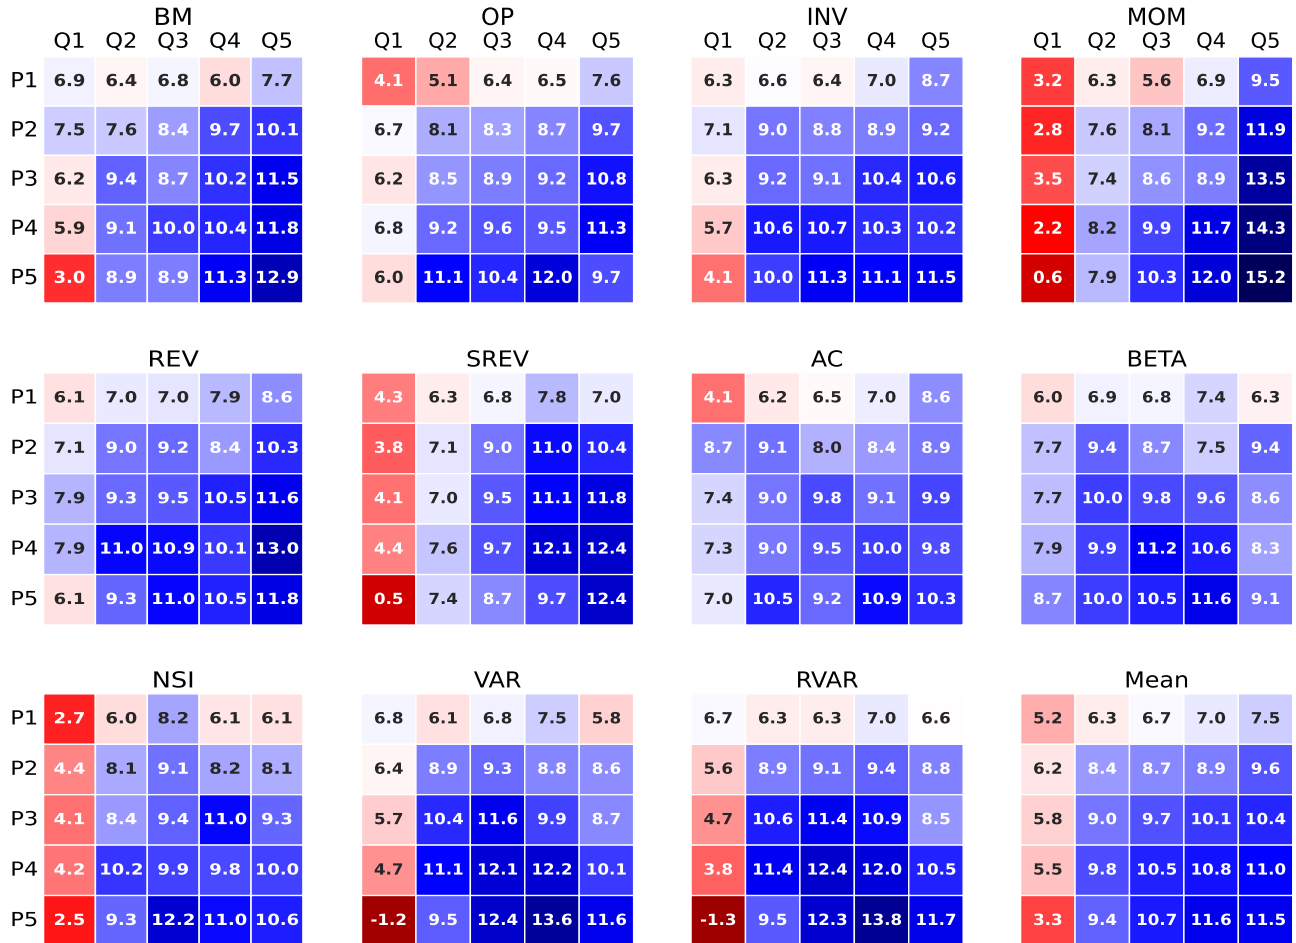 BM OP INV MOM
Q1 Q2 Q3 Q4 Q5 Q1 Q2 Q3 Q4 Q5 Q1 Q2 Q3 Q4 Q5 Q1 Q2 Q3 Q4 Q5
P1 6.9 6.4 6.8 6.0 7.7 4.1 5.1 6.4 6.5 7.6 6.3 6.6 6.4 7.0 8.7 3.2 6.3 5.6 6.9 9.5
P2 7.5 7.6 8.4 9.7 10.1 6.7 8.1 8.3 8.7 9.7 7.1 9.0 8.8 8.9 9.2 2.8 7.6 8.1 9.2 11.9
P3 6.2 9.4 8.7 10.2 11.5 6.2 8.5 8.9 9.2 10.8 6.3 9.2 9.1 10.4 10.6 3.5 7.4 8.6 8.9 13.5
P4 5.9 9.1 10.0 10.4 11.8 6.8 9.2 9.6 9.5 11.3 5.7 10.6 10.7 10.3 10.2 2.2 8.2 9.9 11.7 14.3
P5 3.0 8.9 8.9 11.3 12.9 6.0 11.1 10.4 12.0 9.7 4.1 10.0 11.3 11.1 11.5 0.6 7.9 10.3 12.0 15.2
REV SREV AC BETA
P1 6.1 7.0 7.0 7.9 8.6 4.3 6.3 6.8 7.8 7.0 4.1 6.2 6.5 7.0 8.6 6.0 6.9 6.8 7.4 6.3
P2 7.1 9.0 9.2 8.4 10.3 3.8 7.1 9.0 11.0 10.4 8.7 9.1 8.0 8.4 8.9 7.7 9.4 8.7 7.5 9.4
P3 7.9 9.3 9.5 10.5 11.6 4.1 7.0 9.5 11.1 11.8 7.4 9.0 9.8 9.1 9.9 7.7 10.0 9.8 9.6 8.6
P4 7.9 11.0 10.9 10.1 13.0 4.4 7.6 9.7 12.1 12.4 7.3 9.0 9.5 10.0 9.8 7.9 9.9 11.2 10.6 8.3
P5 6.1 9.3 11.0 10.5 11.8 0.5 7.4 8.7 9.7 12.4 7.0 10.5 9.2 10.9 10.3 8.7 10.0 10.5 11.6 9.1
NSI VAR RVAR Mean
P1 2.7 6.0 8.2 6.1 6.1 6.8 6.1 6.8 7.5 5.8 6.7 6.3 6.3 7.0 6.6 5.2 6.3 6.7 7.0 7.5
P2 4.4 8.1 9.1 8.2 8.1 6.4 8.9 9.3 8.8 8.6 5.6 8.9 9.1 9.4 8.8 6.2 8.4 8.7 8.9 9.6
P3 4.1 8.4 9.4 11.0 9.3 5.7 10.4 11.6 9.9 8.7 4.7 10.6 11.4 10.9 8.5 5.8 9.0 9.7 10.1 10.4
P4 4.2 10.2 9.9 9.8 10.0 4.7 11.1 12.1 12.2 10.1 3.8 11.4 12.4 12.0 10.5 5.5 9.8 10.5 10.8 11.0
P5 2.5 9.3 12.2 11.0 10.6 -1.2 9.5 12.4 13.6 11.6 -1.3 9.5 12.3 13.8 11.7 3.3 9.4 10.7 11.6 11.5